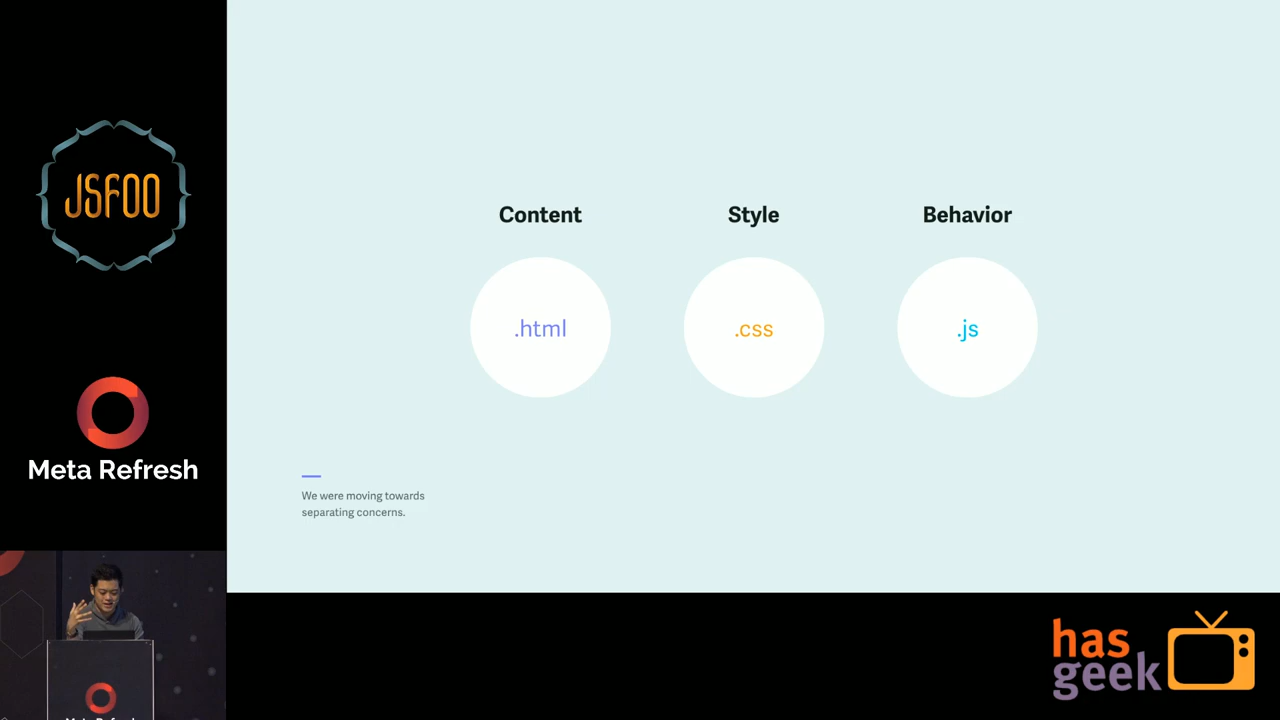 JSFOO
Meta Refresh
Content
Style
Behavior
.html
.css
.js
We were moving towards
separating concerns.
has
geek